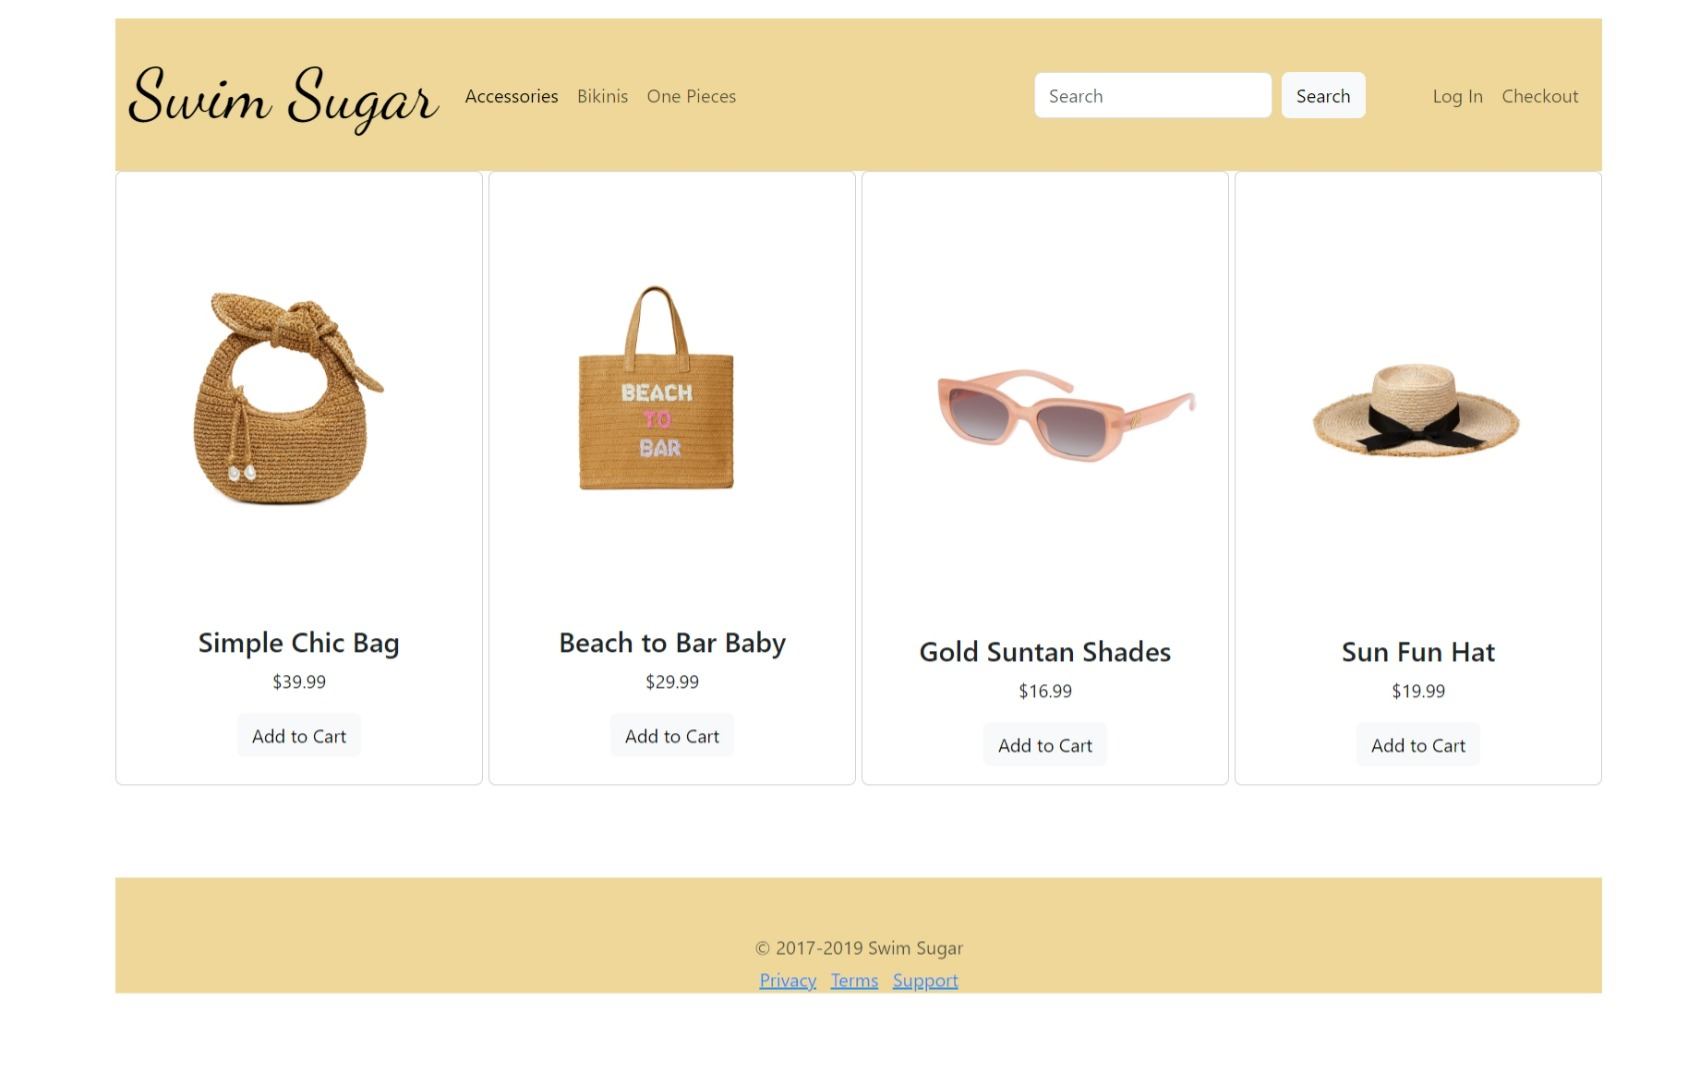 Swim Sugar Accessories Bikinis One Pieces Search Search Log In Checkout
BEACH
TO
BAR
Simple Chic Bag
$39.99
Add to Cart
Beach to Bar Baby
$29.99
Add to Cart
Gold Suntan Shades
$16.99
Add to Cart
Sun Fun Hat
$19.99
Add to Cart
© 2017-2019 Swim Sugar
Privacy Terms Support